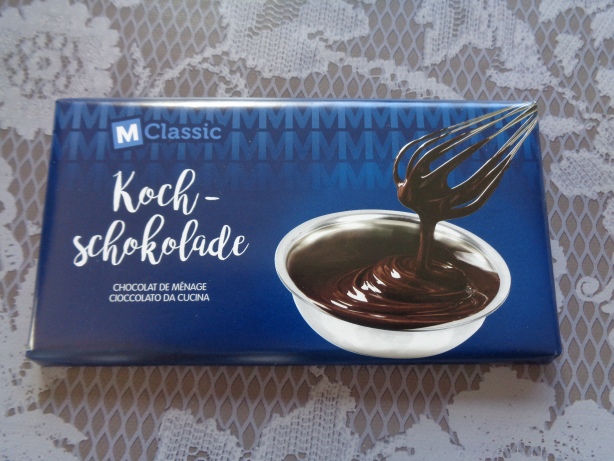 M Classic
Koch-
schokolade
CHOCOLAT DE MÉNAGE
CIOCCOLATO DA CUCINA